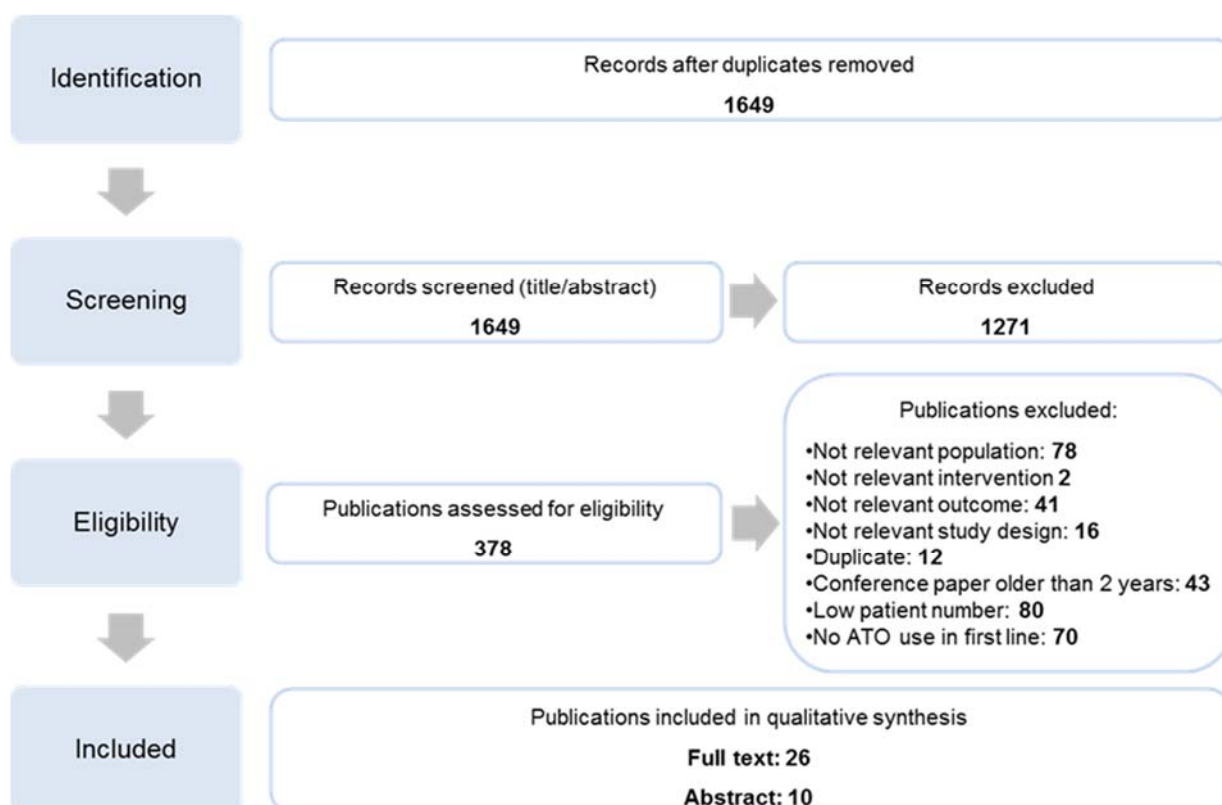 Identification
Records after duplicates removed
1649
Screening
Records screened (title/abstract)
1649
Records excluded
1271
Eligibility
Publications assessed for eligibility
378
Publications excluded:
•Not relevant population: 78
•Not relevant intervention 2
•Not relevant outcome: 41
•Not relevant study design: 16
•Duplicate: 12
•Conference paper older than 2 years: 43
•Low patient number: 80
•No ATO use in first line: 70
Included
Publications included in qualitative synthesis
Full text: 26
Abstract: 10